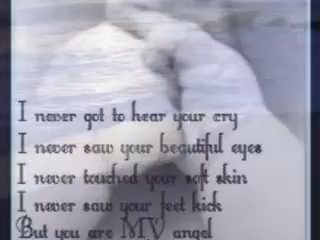 I never got to hear your cry
I never saw your beautiful eyes
I never touched your soft skin
I never saw your feet kick
But you are MY angel